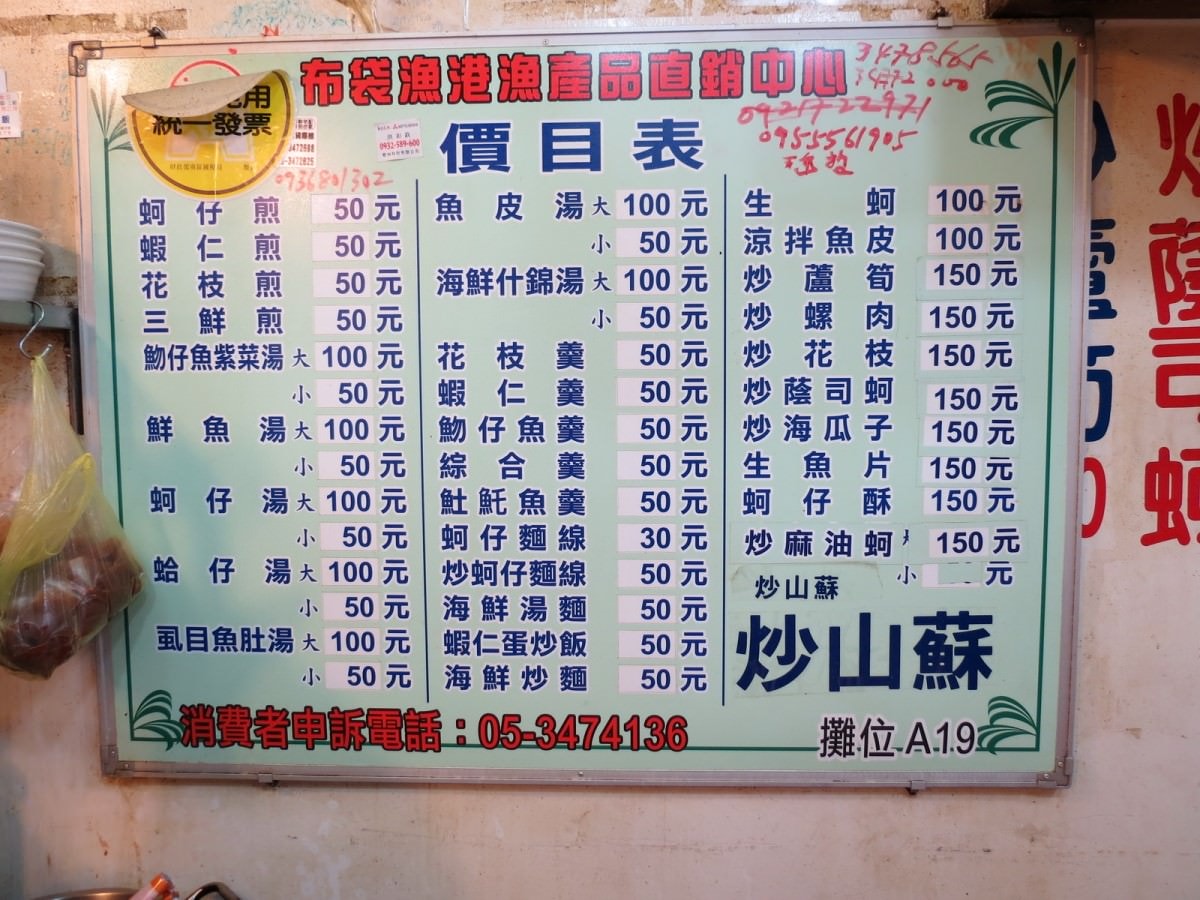 布袋漁港漁產品直銷中心
價目表
統一發票
0936801302
0932-589-600
3478565
0921722971
0955561905
蚵仔煎 50元
蝦仁煎 50元
花枝煎 50元
三鮮煎 50元
魩仔魚紫菜湯 大 100元
小 50元
鮮魚湯 大 100元
小 50元
蚵仔湯 大 100元
小 50元
蛤仔湯 大 100元
小 50元
虱目魚肚湯 大 100元
小 50元
魚皮湯 大 100元
小 50元
海鮮什錦湯 大 100元
小 50元
花枝羹 50元
蝦仁羹 50元
魩仔魚羹 50元
綜合羹 50元
𩵚魠魚羹 50元
蚵仔麵線 30元
炒蚵仔麵線 50元
海鮮湯麵 50元
蝦仁蛋炒飯 50元
海鮮炒麵 50元
生蚵 100元
涼拌魚皮 100元
炒蘆筍 150元
炒螺肉 150元
炒花枝 150元
炒蔭司蚵 150元
炒海瓜子 150元
生魚片 150元
蚵仔酥 150元
炒麻油蚵 150元
小 元
炒山蘇
炒山蘇
消費者申訴電話：05-3474136
攤位 A19